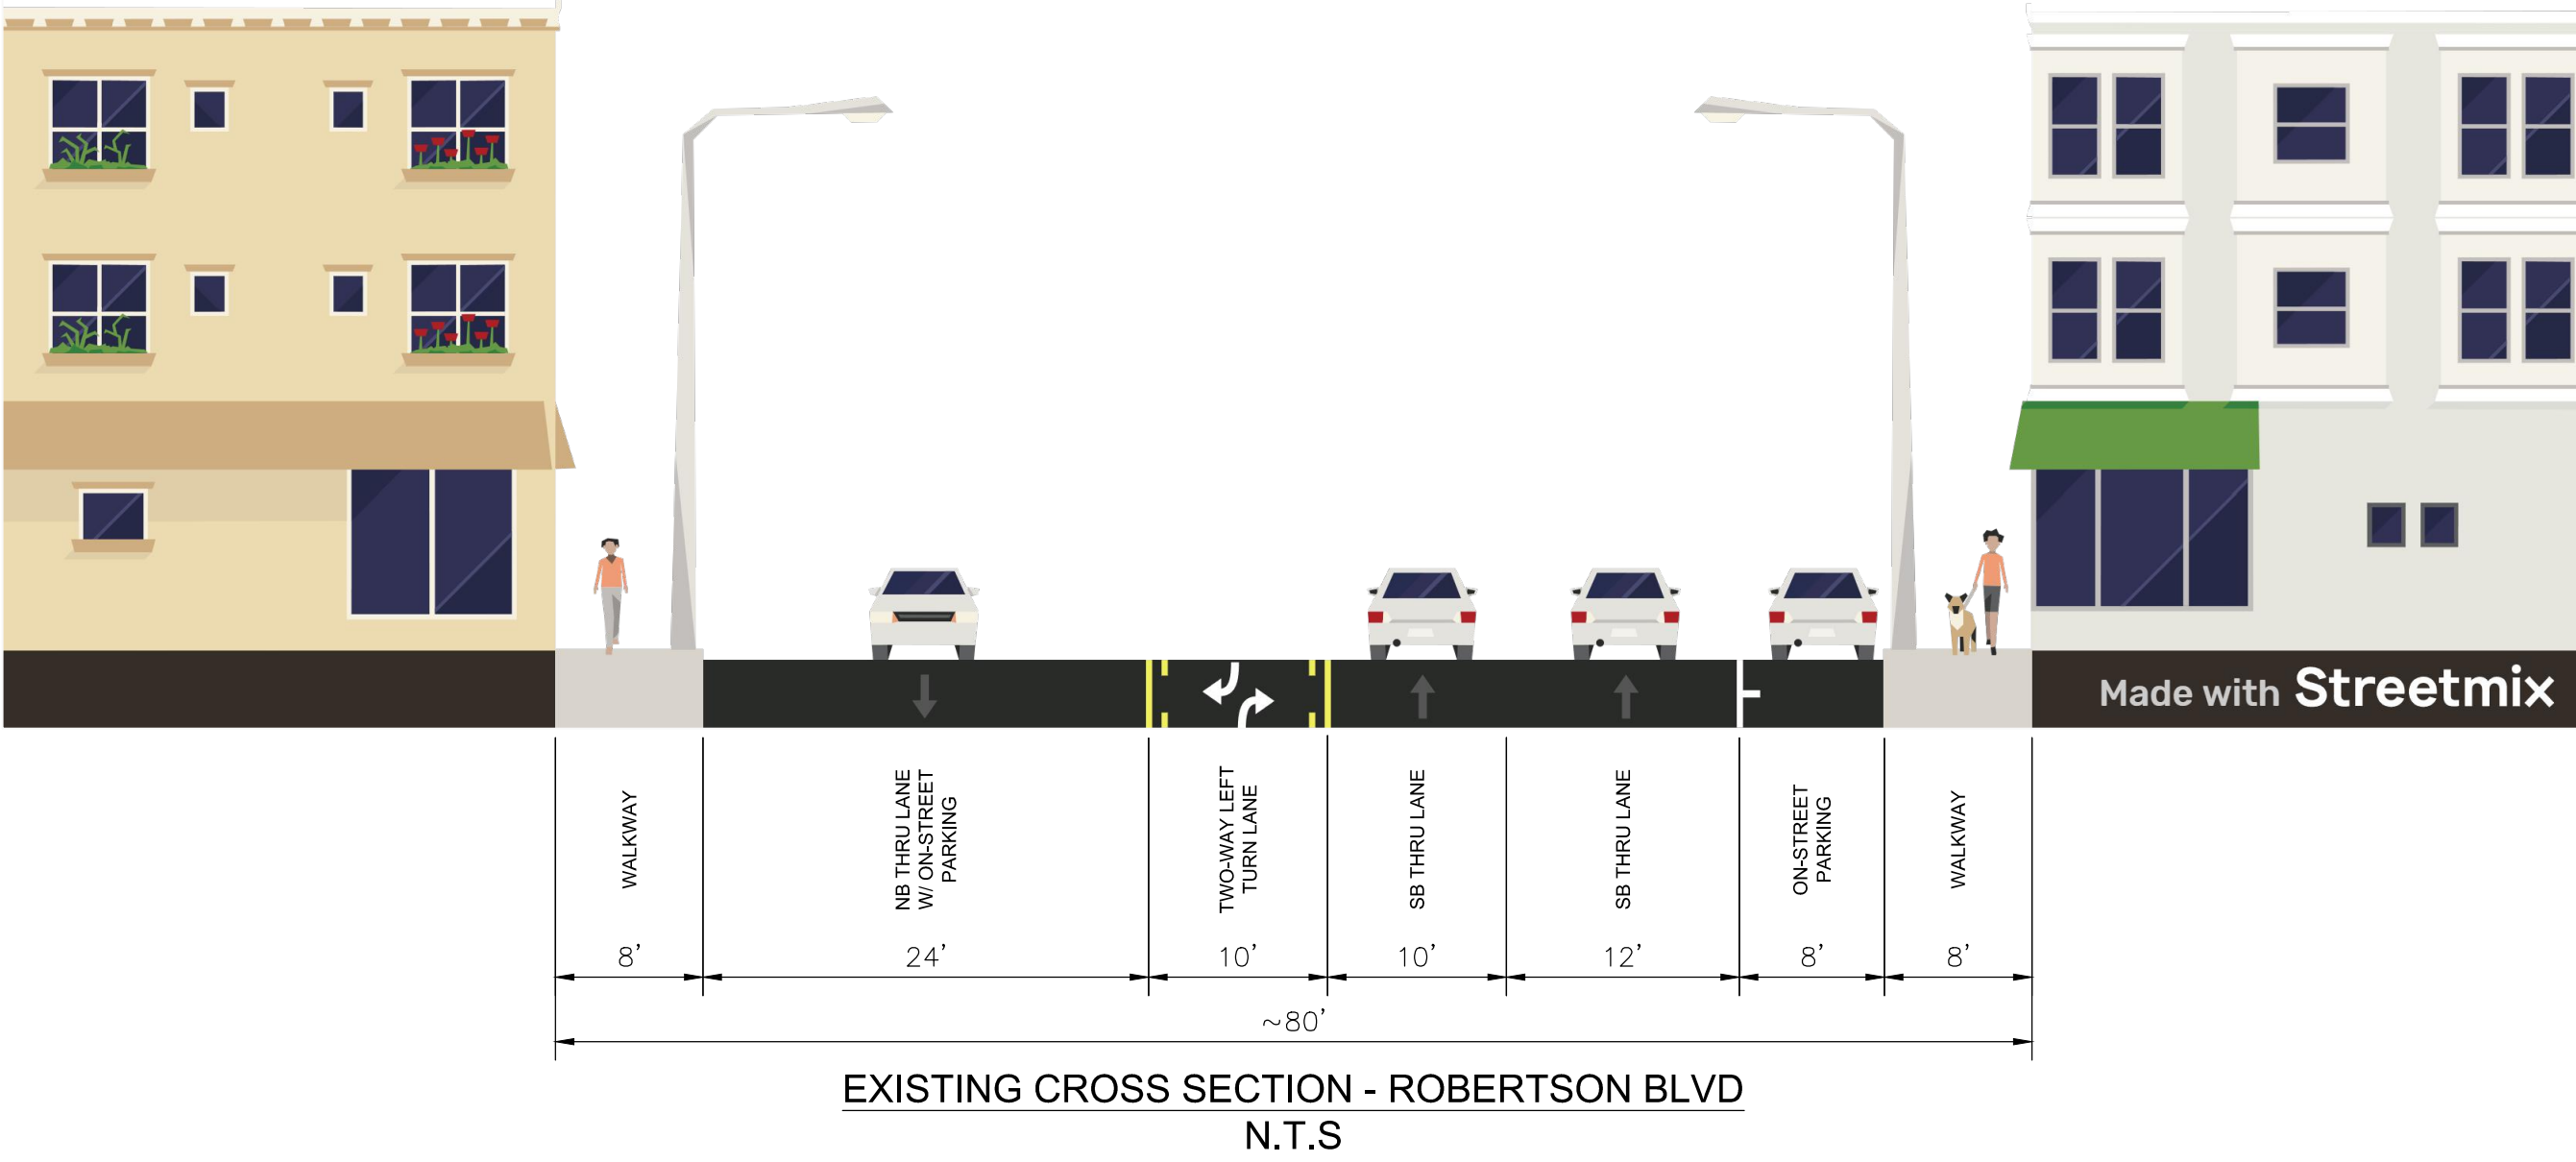 Made with Streetmix
WALKWAY
NB THRU LANE
W/ ON-STREET
PARKING
TWO-WAY LEFT
TURN LANE
SB THRU LANE
SB THRU LANE
ON-STREET
PARKING
WALKWAY
8'
24'
10'
10'
12'
8'
8'
~80'
EXISTING CROSS SECTION - ROBERTSON BLVD
N.T.S